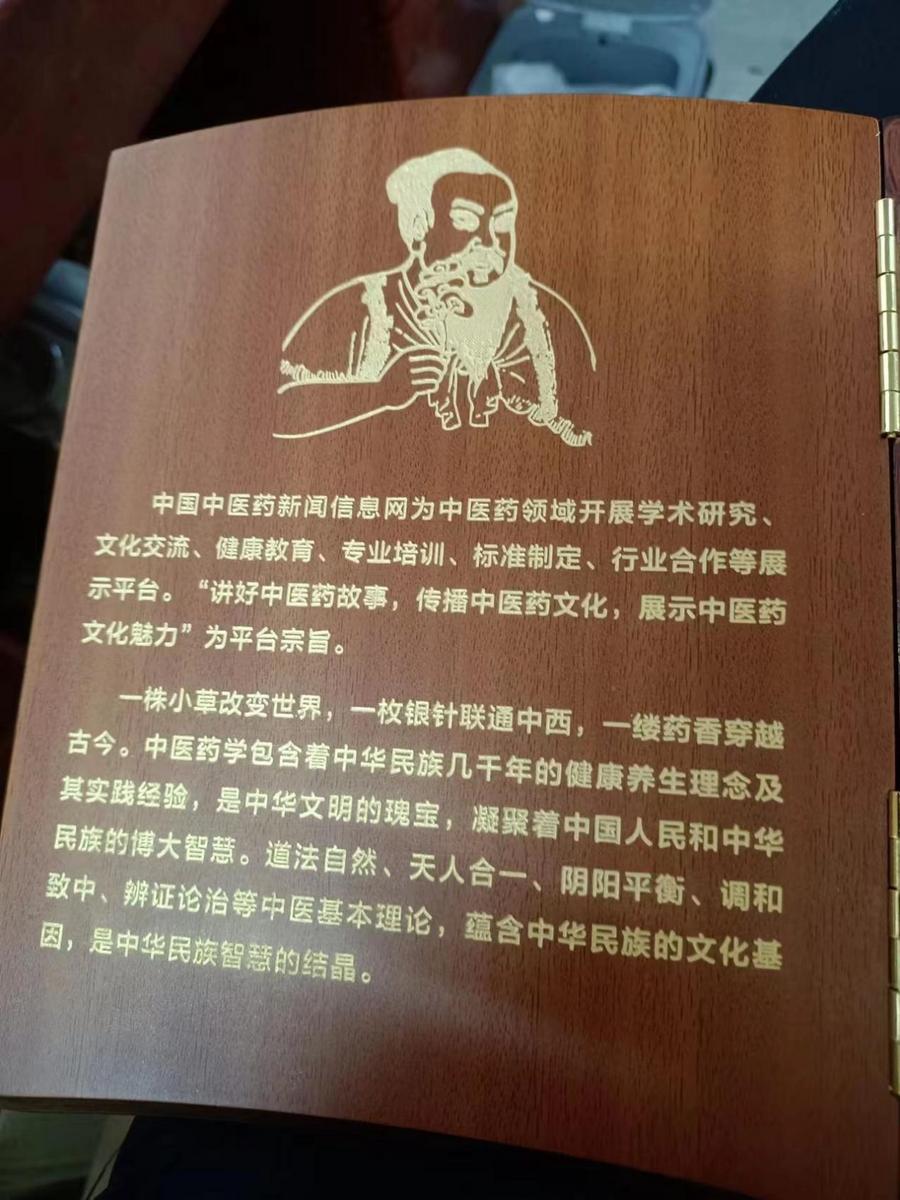 中国中医药新闻信息网为中医药领域开展学术研究、
文化交流、健康教育、专业培训、标准制定、行业合作等展
示平台。“讲好中医药故事，传播中医药文化，展示中医药
文化魅力”为平台宗旨。
一株小草改变世界，一枚银针联通中西，一缕药香穿越
古今。中医药学包含着中华民族几千年的健康养生理念及
其实践经验，是中华文明的瑰宝，凝聚着中国人民和中华
民族的博大智慧。道法自然、天人合一、阴阳平衡、调和
致中、辨证论治等中医基本理论，蕴含中华民族的文化基
因，是中华民族智慧的结晶。